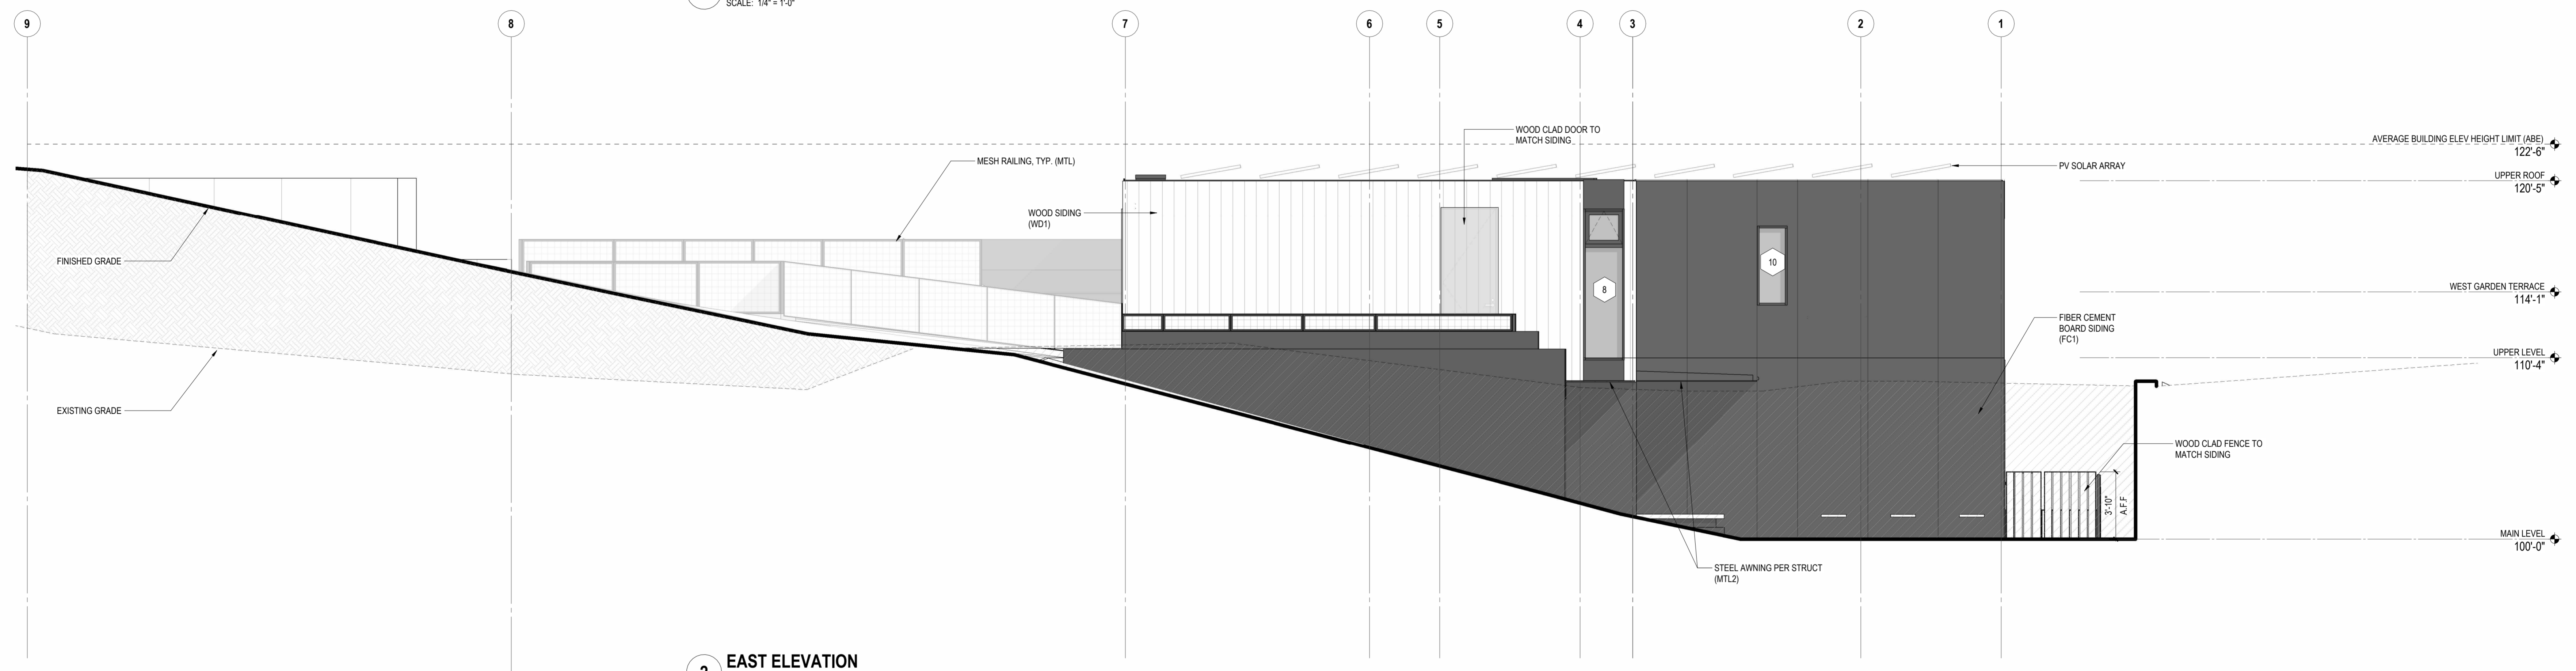 SCALE: 1/4" = 1'-0"
9
8
7
6
5
4
3
2
1
WOOD CLAD DOOR TO
MATCH SIDING
AVERAGE BUILDING ELEV HEIGHT LIMIT (ABE)
122'-6"
MESH RAILING, TYP. (MTL)
PV SOLAR ARRAY
UPPER ROOF
120'-5"
WOOD SIDING
(WD1)
FINISHED GRADE
10
8
WEST GARDEN TERRACE
114'-1"
FIBER CEMENT
BOARD SIDING
(FC1)
UPPER LEVEL
110'-4"
EXISTING GRADE
WOOD CLAD FENCE TO
MATCH SIDING
3'-10"
A.F.F
MAIN LEVEL
100'-0"
STEEL AWNING PER STRUCT
(MTL2)
2
EAST ELEVATION